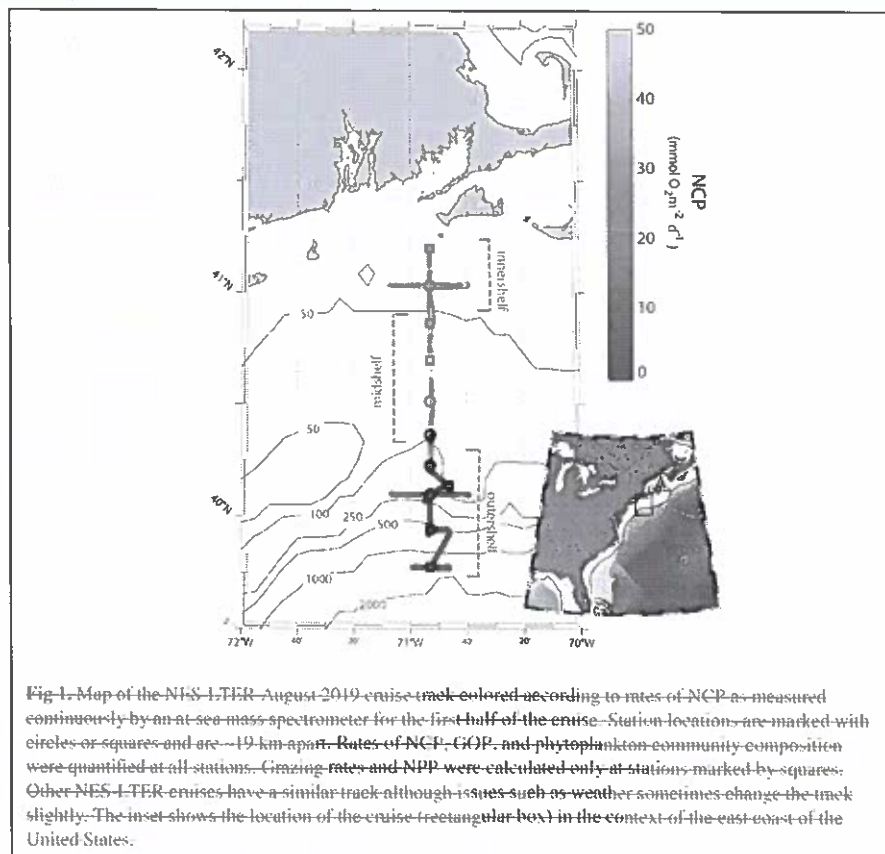 50
42°N
40
30
NCP
(mmol O₂ m⁻² d⁻¹)
20
innershelf
41°N
10
50
0
midshelf
50
40°N
100
250
outershelf
500
1000
2000
72°W 71°W 70°W
Fig 1. Map of the NES-LTER August 2019 cruise track colored according to rates of NCP as measured
continuously by an at-sea mass spectrometer for the first half of the cruise. Station locations are marked with
circles or squares and are ~19 km apart. Rates of NCP, GOP, and phytoplankton community composition
were quantified at all stations. Grazing rates and NPP were calculated only at stations marked by squares.
Other NES-LTER cruises have a similar track although issues such as weather sometimes change the track
slightly. The inset shows the location of the cruise (rectangular box) in the context of the east coast of the
United States.